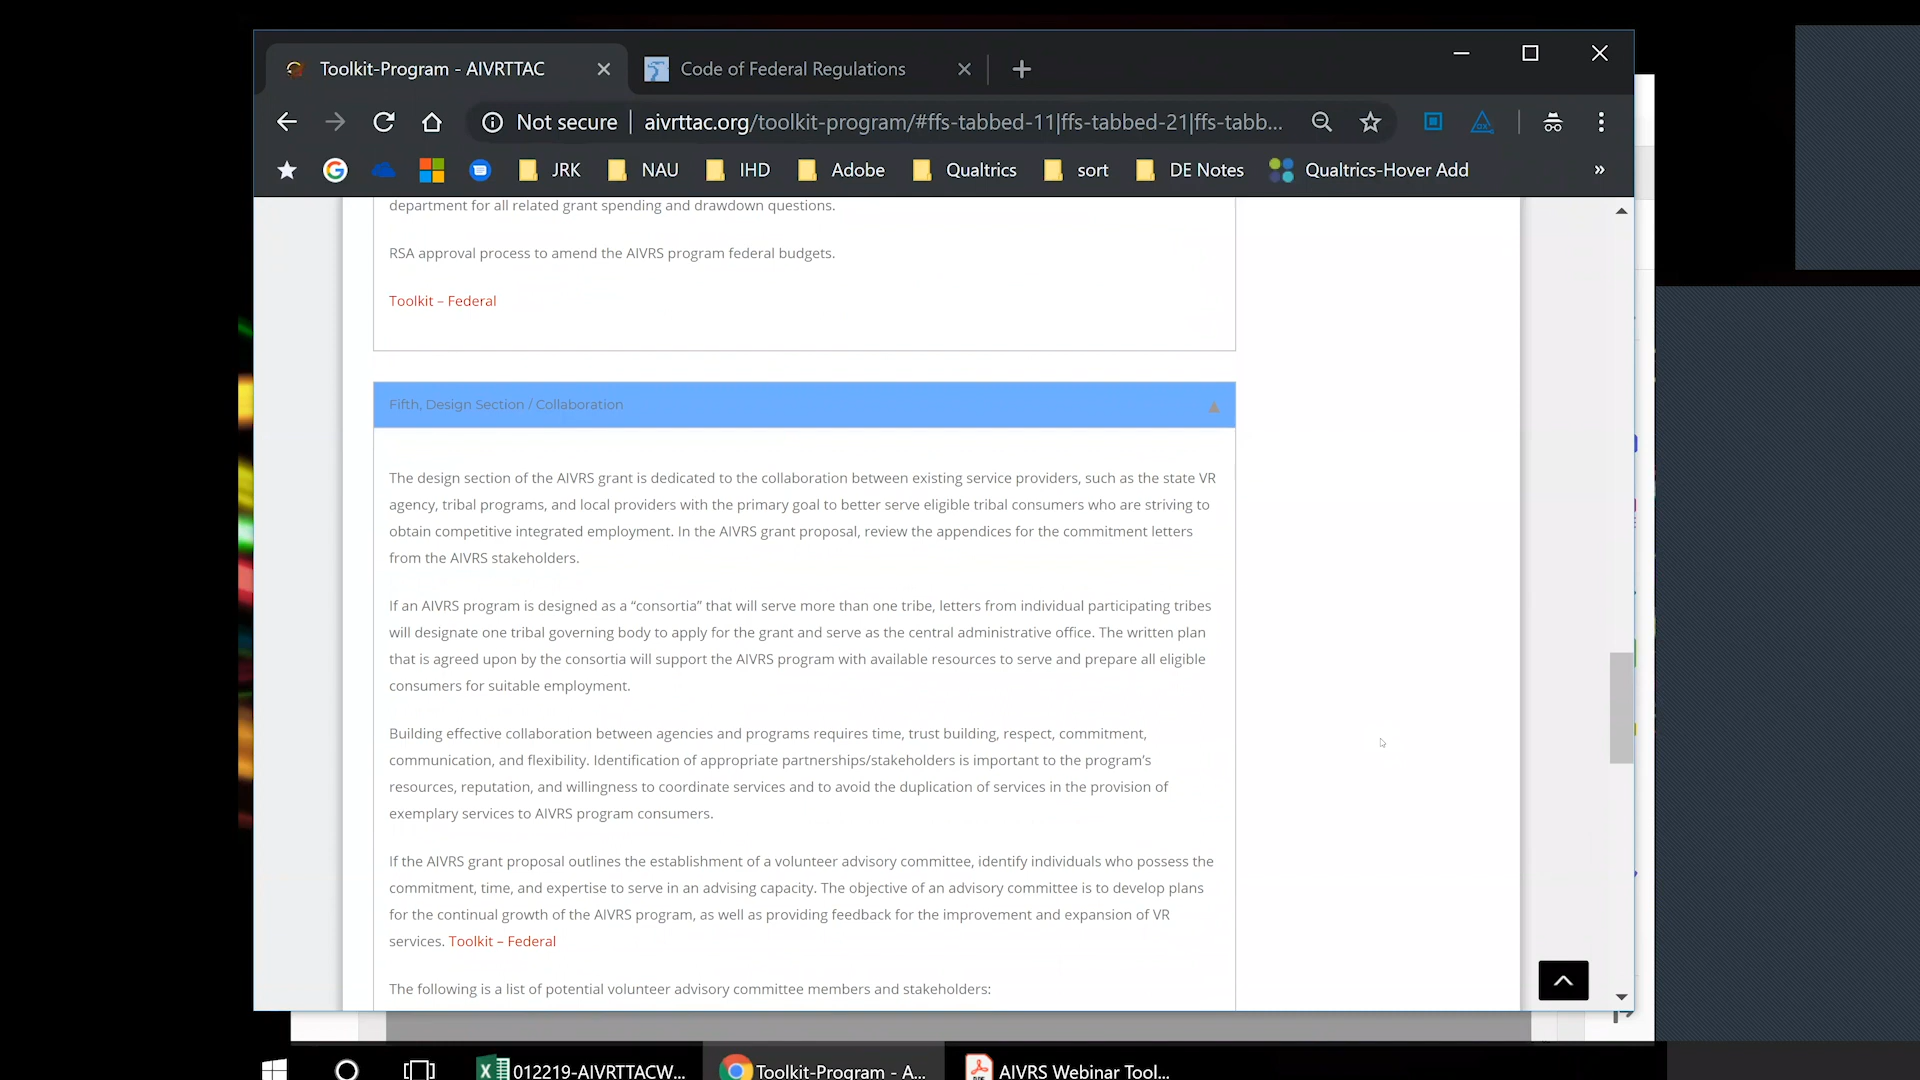 Toolkit-Program - AIVRTTAC
Code of Federal Regulations
Not secure
aivrttac.org/toolkit-program/#ffs-tabbed-11|ffs-tabbed-21|ffs-tabb...
JRK
NAU
IHD
Adobe
Qualtrics
sort
DE Notes
Qualtrics-Hover Add
»
department for all related grant spending and drawdown questions.
RSA approval process to amend the AIVRS program federal budgets.
Toolkit – Federal
Fifth, Design Section / Collaboration
The design section of the AIVRS grant is dedicated to the collaboration between existing service providers, such as the state VR
agency, tribal programs, and local providers with the primary goal to better serve eligible tribal consumers who are striving to
obtain competitive integrated employment. In the AIVRS grant proposal, review the appendices for the commitment letters
from the AIVRS stakeholders.
If an AIVRS program is designed as a “consortia” that will serve more than one tribe, letters from individual participating tribes
will designate one tribal governing body to apply for the grant and serve as the central administrative office. The written plan
that is agreed upon by the consortia will support the AIVRS program with available resources to serve and prepare all eligible
consumers for suitable employment.
Building effective collaboration between agencies and programs requires time, trust building, respect, commitment,
communication, and flexibility. Identification of appropriate partnerships/stakeholders is important to the program’s
resources, reputation, and willingness to coordinate services and to avoid the duplication of services in the provision of
exemplary services to AIVRS program consumers.
If the AIVRS grant proposal outlines the establishment of a volunteer advisory committee, identify individuals who possess the
commitment, time, and expertise to serve in an advising capacity. The objective of an advisory committee is to develop plans
for the continual growth of the AIVRS program, as well as providing feedback for the improvement and expansion of VR
services. Toolkit – Federal
The following is a list of potential volunteer advisory committee members and stakeholders:
012219-AIVRTTACW...
Toolkit-Program - A...
AIVRS Webinar Tool...